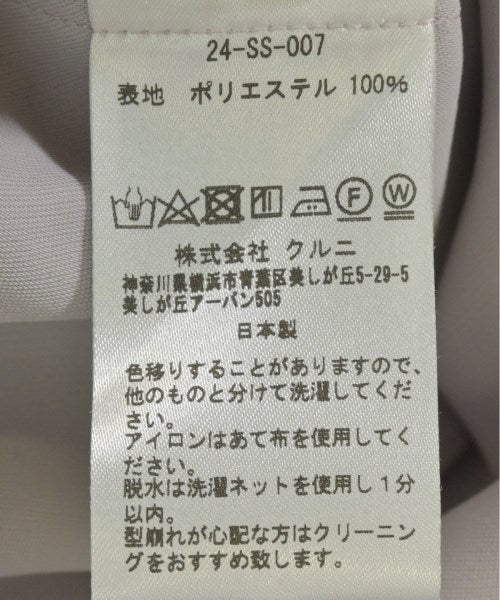 24-SS-007
表地 ポリエステル 100%
F W
株式会社 クルニ
神奈川県横浜市青葉区美しが丘5-29-5
美しが丘アーバン505
日本製
色移りすることがありますので、
他のものと分けて洗濯してくだ
さい。
アイロンはあて布を使用してく
ださい。
脱水は洗濯ネットを使用し1分
以内。
型崩れが心配な方はクリーニン
グをおすすめ致します。